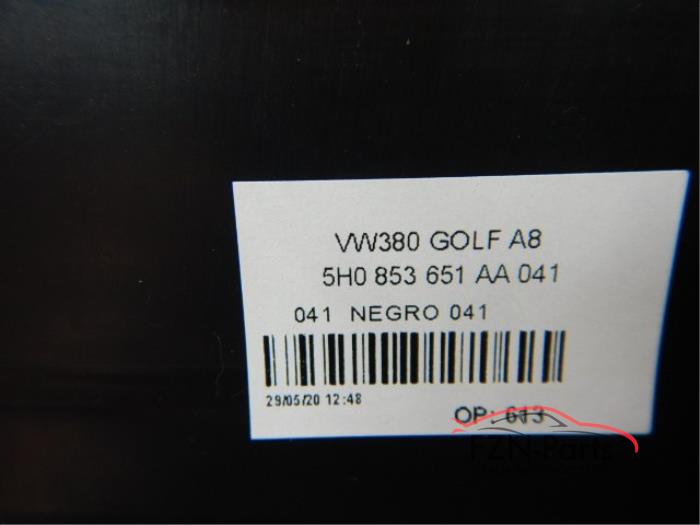 VW380 GOLF A8
5H0 853 651 AA 041
041 NEGRO 041
29/05/20 12:48
OP: 613
FZN-Parts